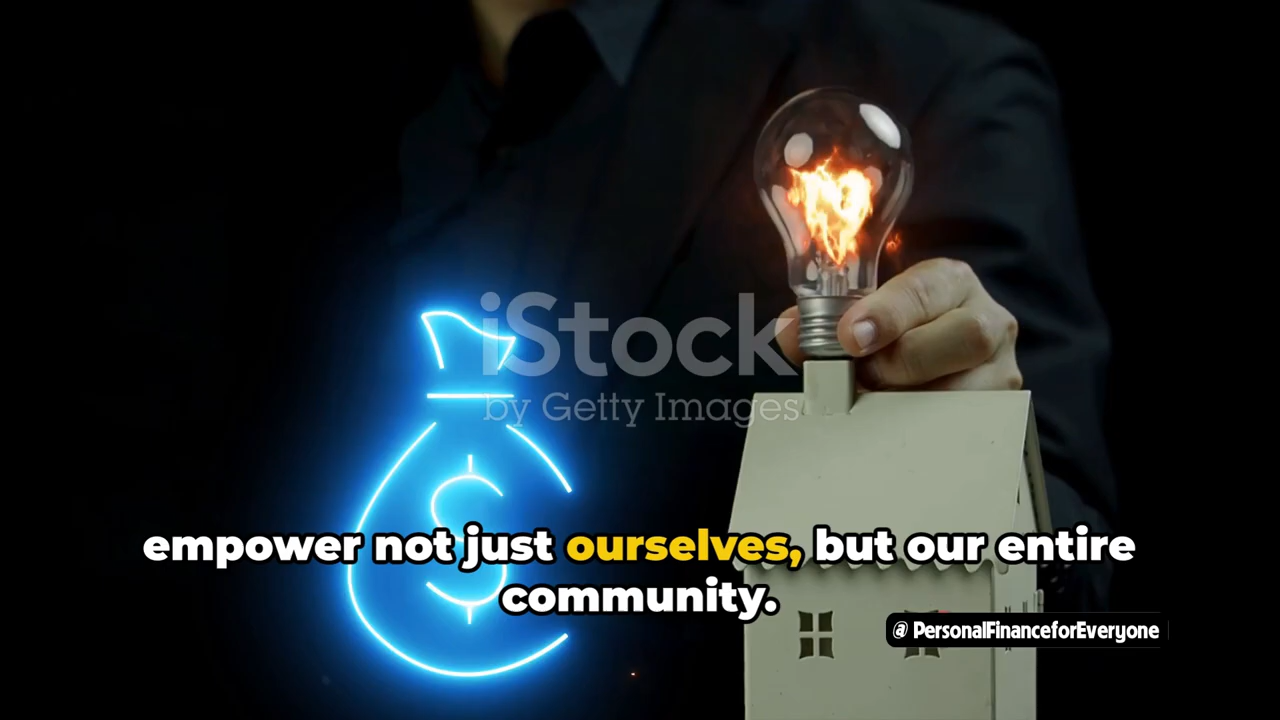 iStock
by Getty Images
empower not just ourselves, but our entire
community.
@ PersonalFinanceforEveryone